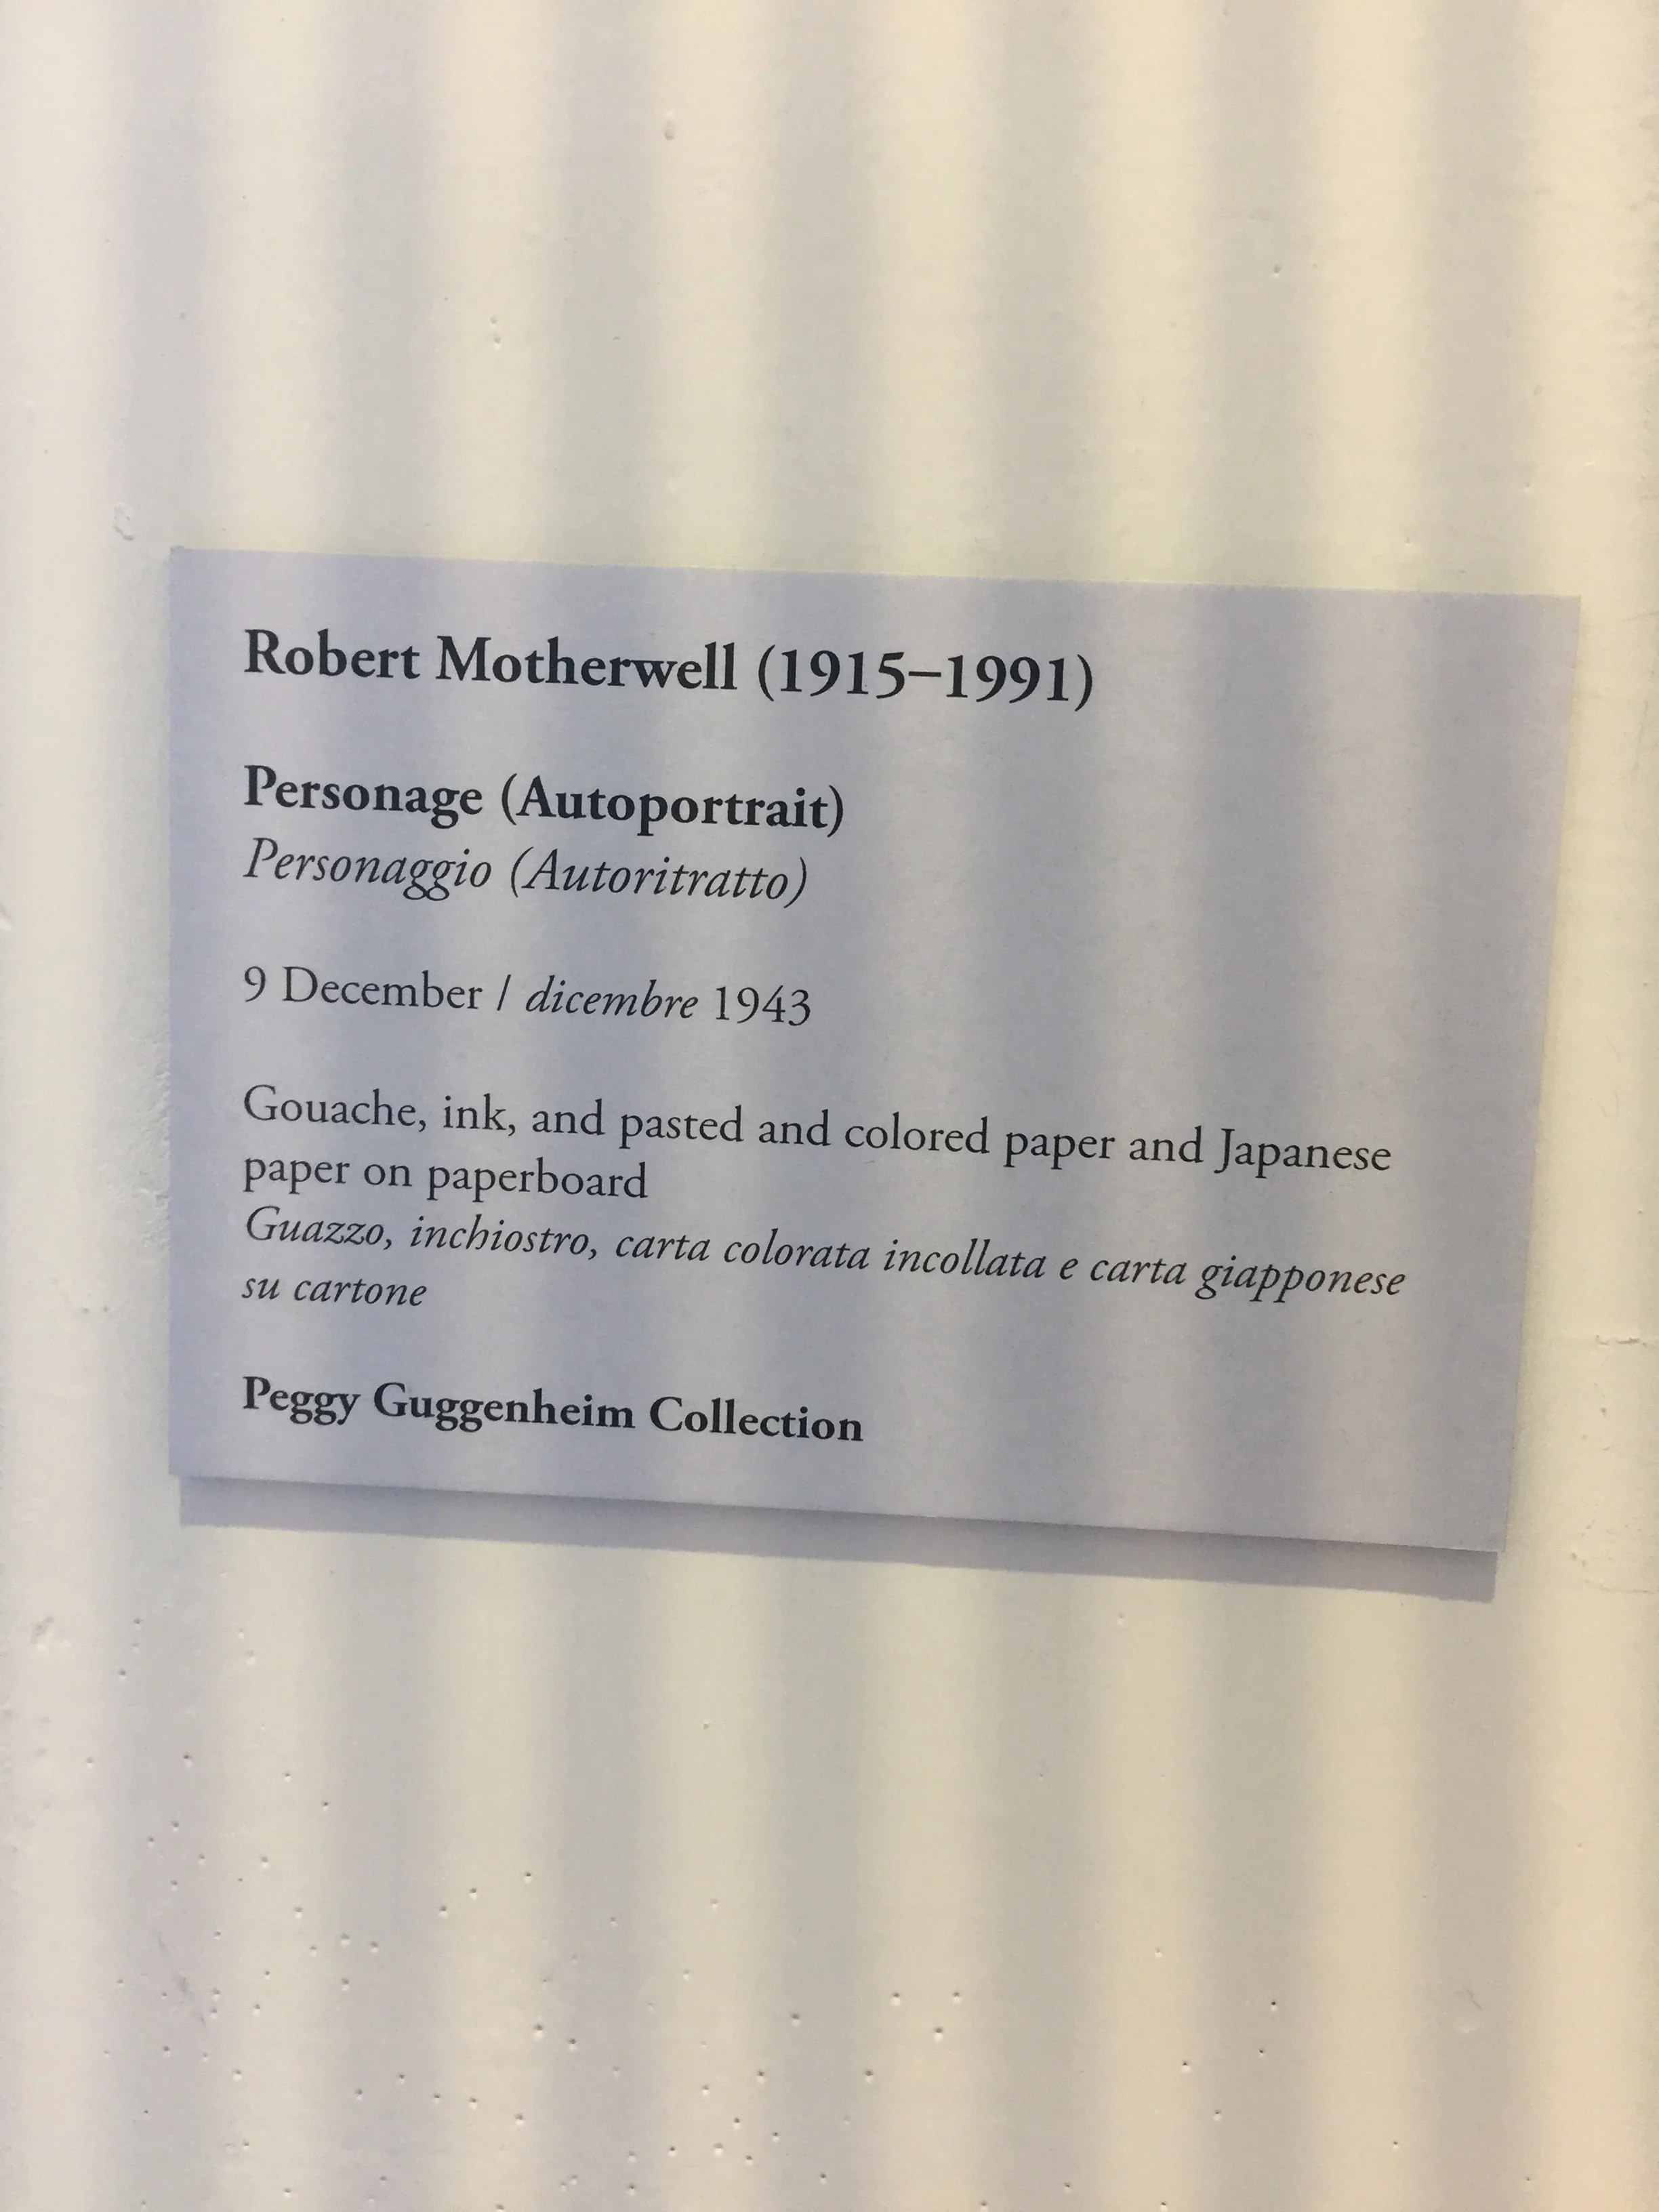 Robert Motherwell (1915–1991)
Personage (Autoportrait)
Personaggio (Autoritratto)
9 December / dicembre 1943
Gouache, ink, and pasted and colored paper and Japanese
paper on paperboard
Guazzo, inchiostro, carta colorata incollata e carta giapponese
su cartone
Peggy Guggenheim Collection